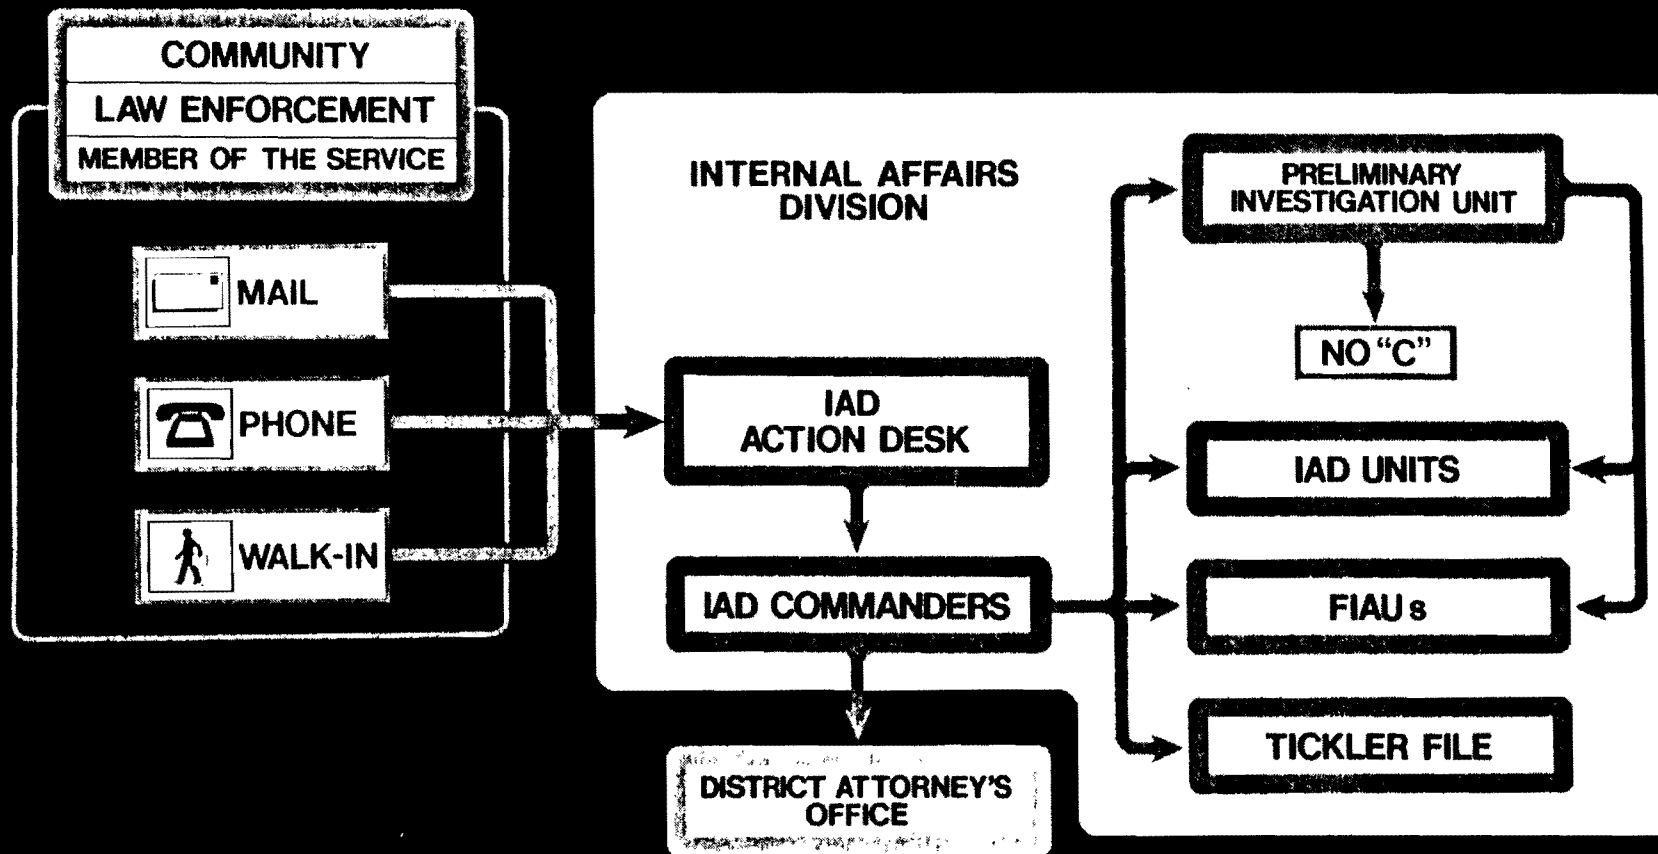 COMMUNITY
LAW ENFORCEMENT
MEMBER OF THE SERVICE
MAIL
PHONE
WALK-IN
INTERNAL AFFAIRS
DIVISION
IAD
ACTION DESK
IAD COMMANDERS
DISTRICT ATTORNEY'S
OFFICE
PRELIMINARY
INVESTIGATION UNIT
NO “C”
IAD UNITS
FIAUs
TICKLER FILE